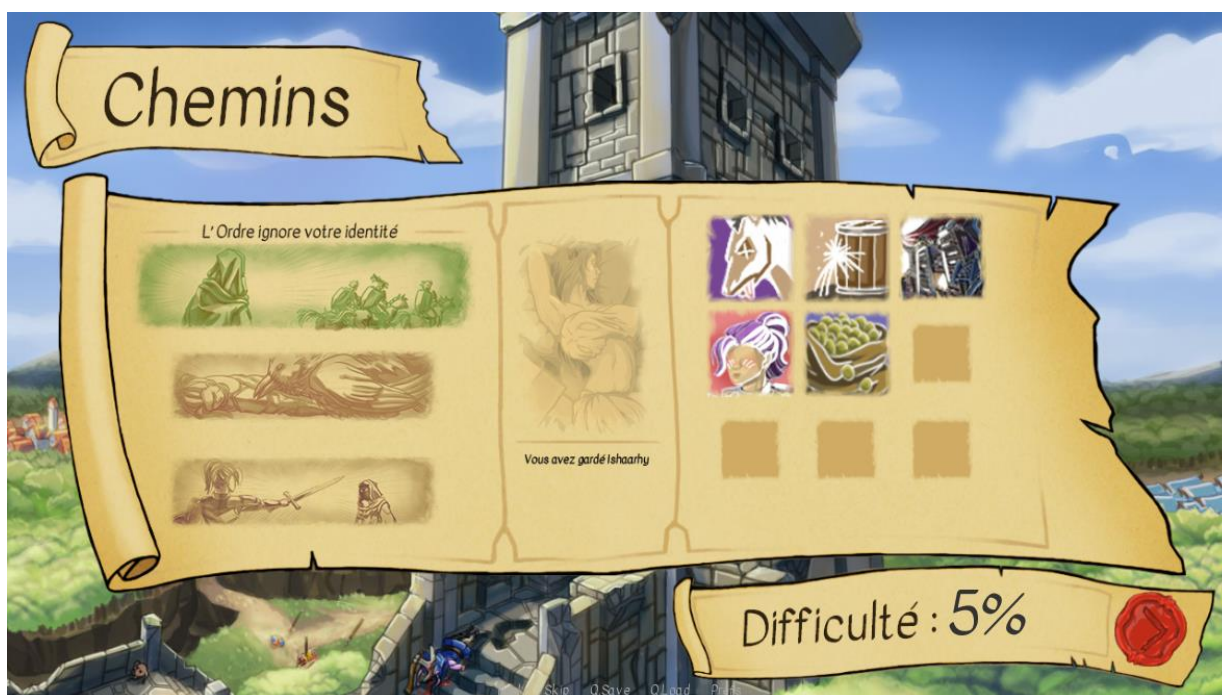 Chemins
L'Ordre ignore votre identité
Vous avez gardé Ishaarhy
Difficulté : 5%
Skip Q.Save Q.Load